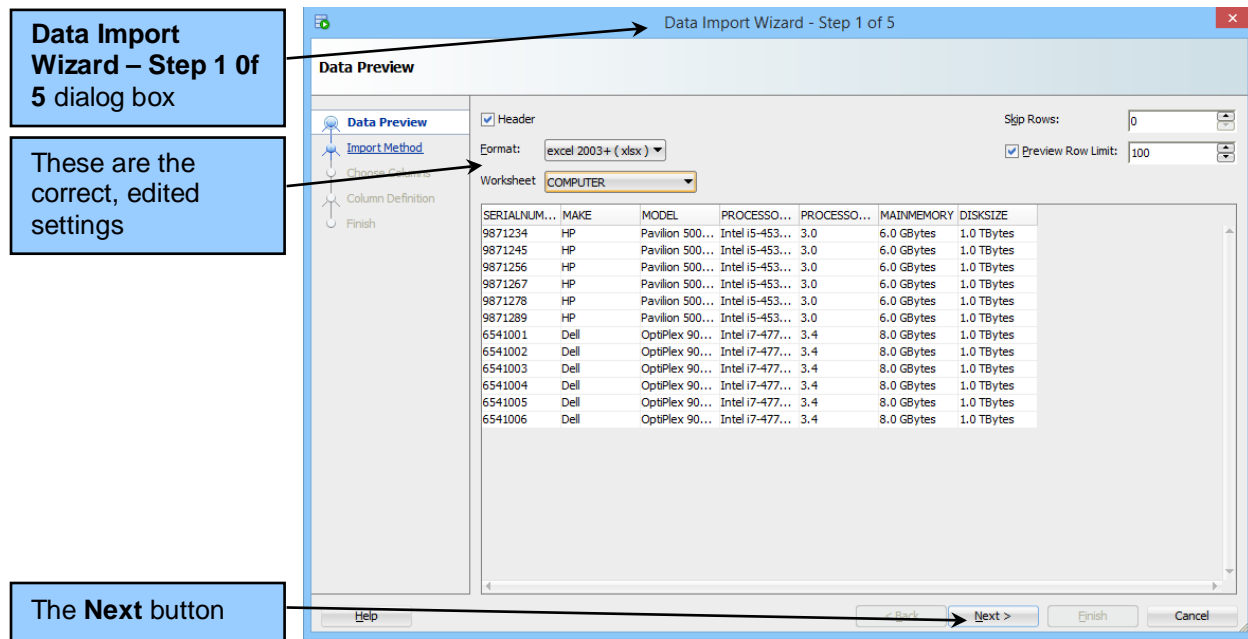 Data Import
Wizard – Step 1 0f
5 dialog box
Data Import Wizard - Step 1 of 5
Data Preview
These are the
correct, edited
settings
Data Preview
Import Method
Choose Columns
Column Definition
Finish
Header
Skip Rows: 0
Format: excel 2003+ ( xlsx )
Preview Row Limit: 100
Worksheet COMPUTER
SERIALNUM... MAKE MODEL PROCESSO... PROCESSO... MAINMEMORY DISKSIZE
9871234 HP Pavilion 500... Intel i5-453... 3.0 6.0 GBytes 1.0 TBytes
9871245 HP Pavilion 500... Intel i5-453... 3.0 6.0 GBytes 1.0 TBytes
9871256 HP Pavilion 500... Intel i5-453... 3.0 6.0 GBytes 1.0 TBytes
9871267 HP Pavilion 500... Intel i5-453... 3.0 6.0 GBytes 1.0 TBytes
9871278 HP Pavilion 500... Intel i5-453... 3.0 6.0 GBytes 1.0 TBytes
9871289 HP Pavilion 500... Intel i5-453... 3.0 6.0 GBytes 1.0 TBytes
6541001 Dell OptiPlex 90... Intel i7-477... 3.4 8.0 GBytes 1.0 TBytes
6541002 Dell OptiPlex 90... Intel i7-477... 3.4 8.0 GBytes 1.0 TBytes
6541003 Dell OptiPlex 90... Intel i7-477... 3.4 8.0 GBytes 1.0 TBytes
6541004 Dell OptiPlex 90... Intel i7-477... 3.4 8.0 GBytes 1.0 TBytes
6541005 Dell OptiPlex 90... Intel i7-477... 3.4 8.0 GBytes 1.0 TBytes
6541006 Dell OptiPlex 90... Intel i7-477... 3.4 8.0 GBytes 1.0 TBytes
The Next button
Help
< Back
Next >
Finish
Cancel